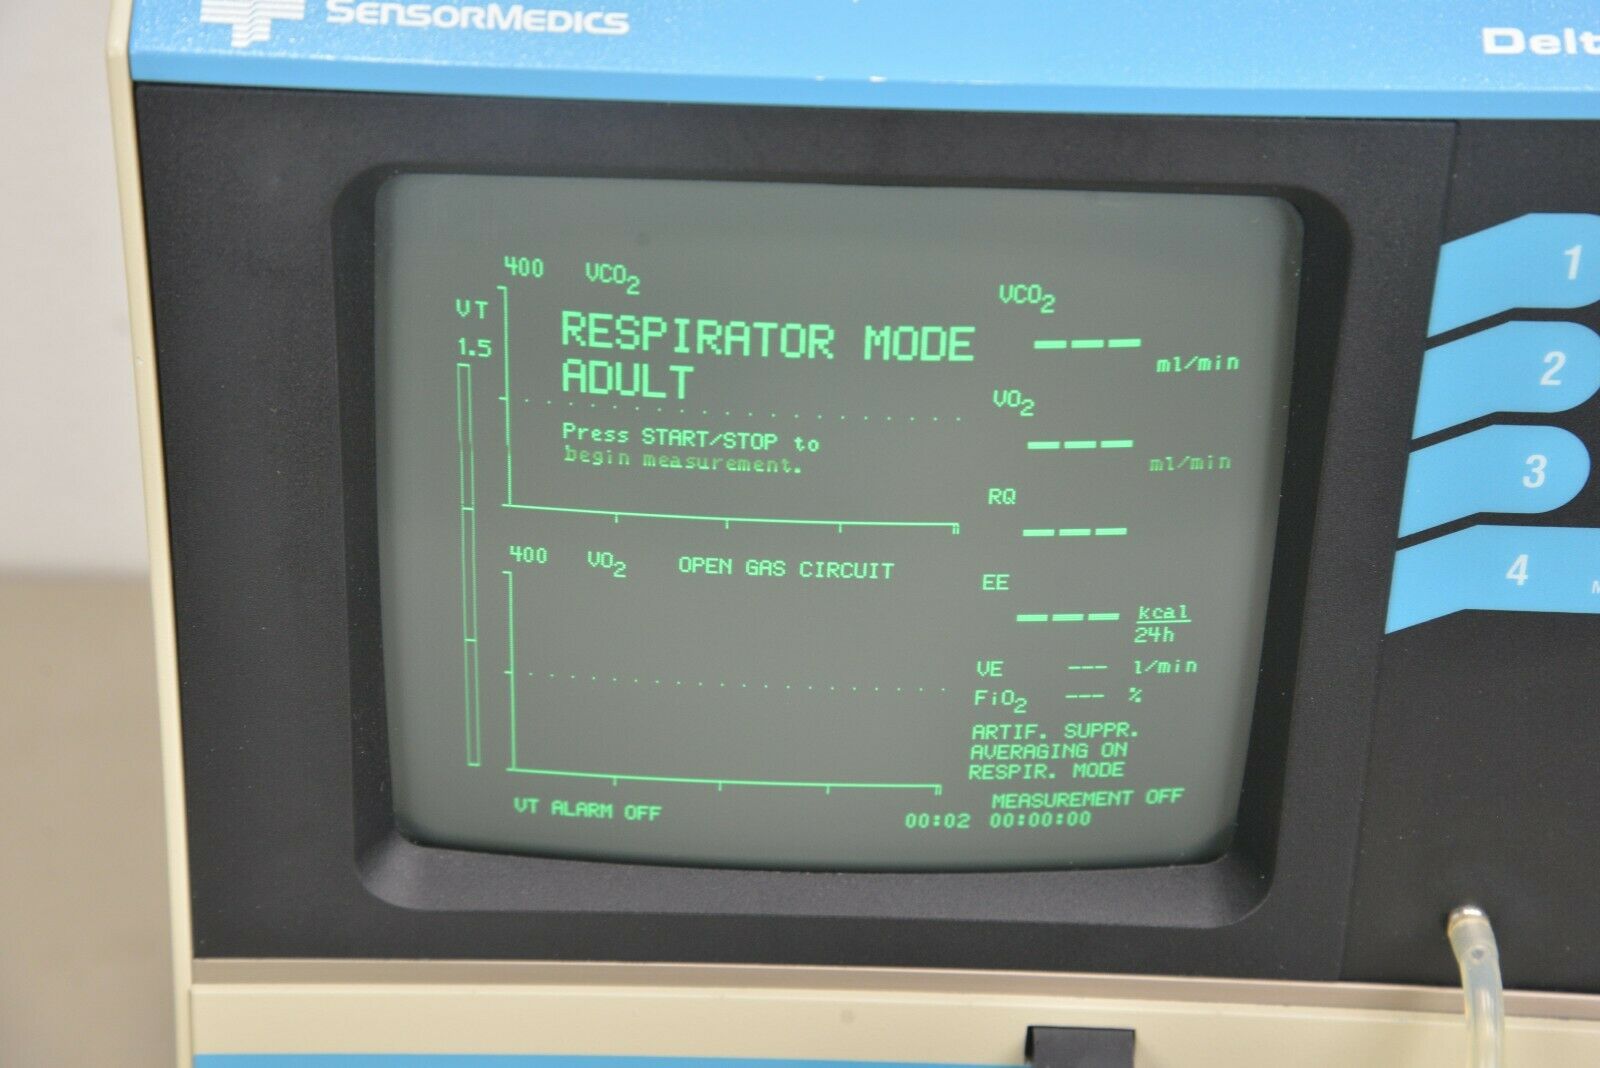 SENSORMEDICS
Delt
400 VCO₂
VT
1.5
RESPIRATOR MODE
ADULT
Press START/STOP to
begin measurement.
400 VO₂ OPEN GAS CIRCUIT
VT ALARM OFF
VCO₂
--- ml/min
VO₂
--- ml/min
RQ
---
EE
--- kcal
24h
VE --- l/min
FiO₂ --- %
ARTIF. SUPPR.
AVERAGING ON
RESPIR. MODE
MEASUREMENT OFF
00:02 00:00:00
1
2
3
4